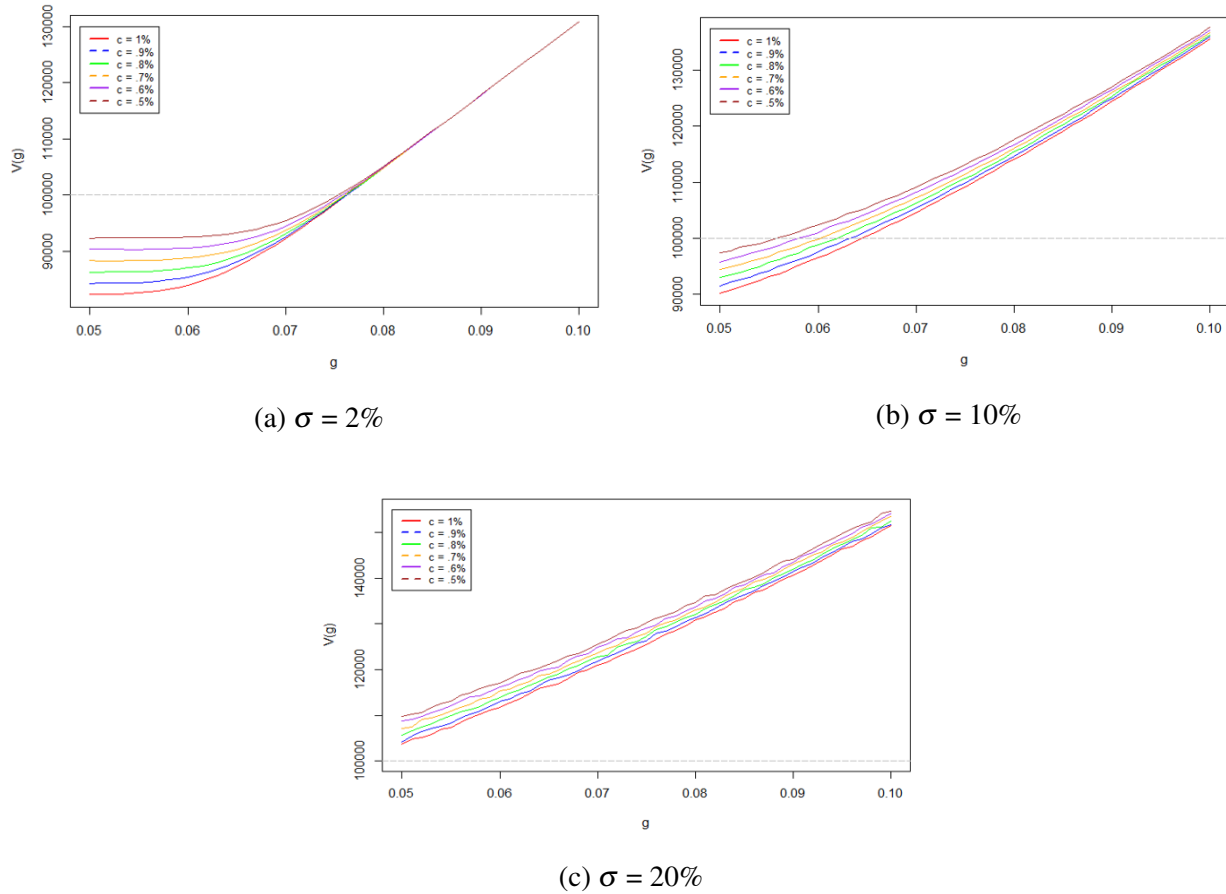 130000
120000
110000
100000
90000
V(g)
c = 1%
c = .9%
c = .8%
c = .7%
c = .6%
c = .5%
0.05 0.06 0.07 0.08 0.09 0.10
g
(a) σ = 2%
130000
120000
110000
100000
90000
V(g)
c = 1%
c = .9%
c = .8%
c = .7%
c = .6%
c = .5%
0.05 0.06 0.07 0.08 0.09 0.10
g
(b) σ = 10%
140000
120000
100000
V(g)
c = 1%
c = .9%
c = .8%
c = .7%
c = .6%
c = .5%
0.05 0.06 0.07 0.08 0.09 0.10
g
(c) σ = 20%